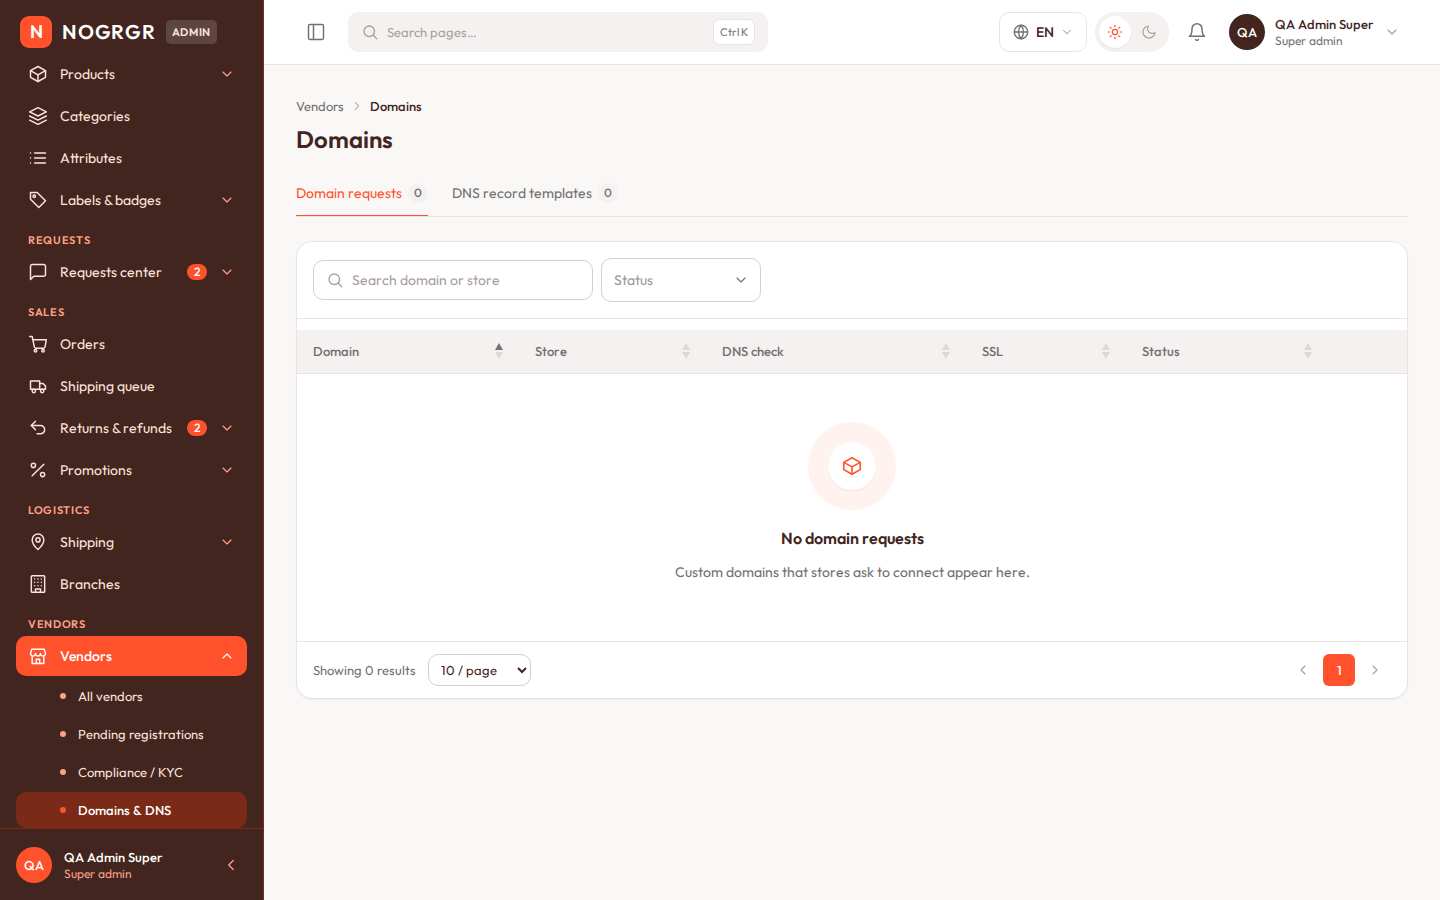 N NOGRGR ADMIN
Products
Categories
Attributes
Labels & badges
REQUESTS
Requests center 2
SALES
Orders
Shipping queue
Returns & refunds 2
Promotions
LOGISTICS
Shipping
Branches
VENDORS
Vendors
All vendors
Pending registrations
Compliance / KYC
Domains & DNS
QA QA Admin Super
Super admin
Search pages... Ctrl K
EN
QA QA Admin Super
Super admin
Vendors > Domains
Domains
Domain requests 0 DNS record templates 0
Search domain or store Status
Domain Store DNS check SSL Status
No domain requests
Custom domains that stores ask to connect appear here.
Showing 0 results 10 / page 1